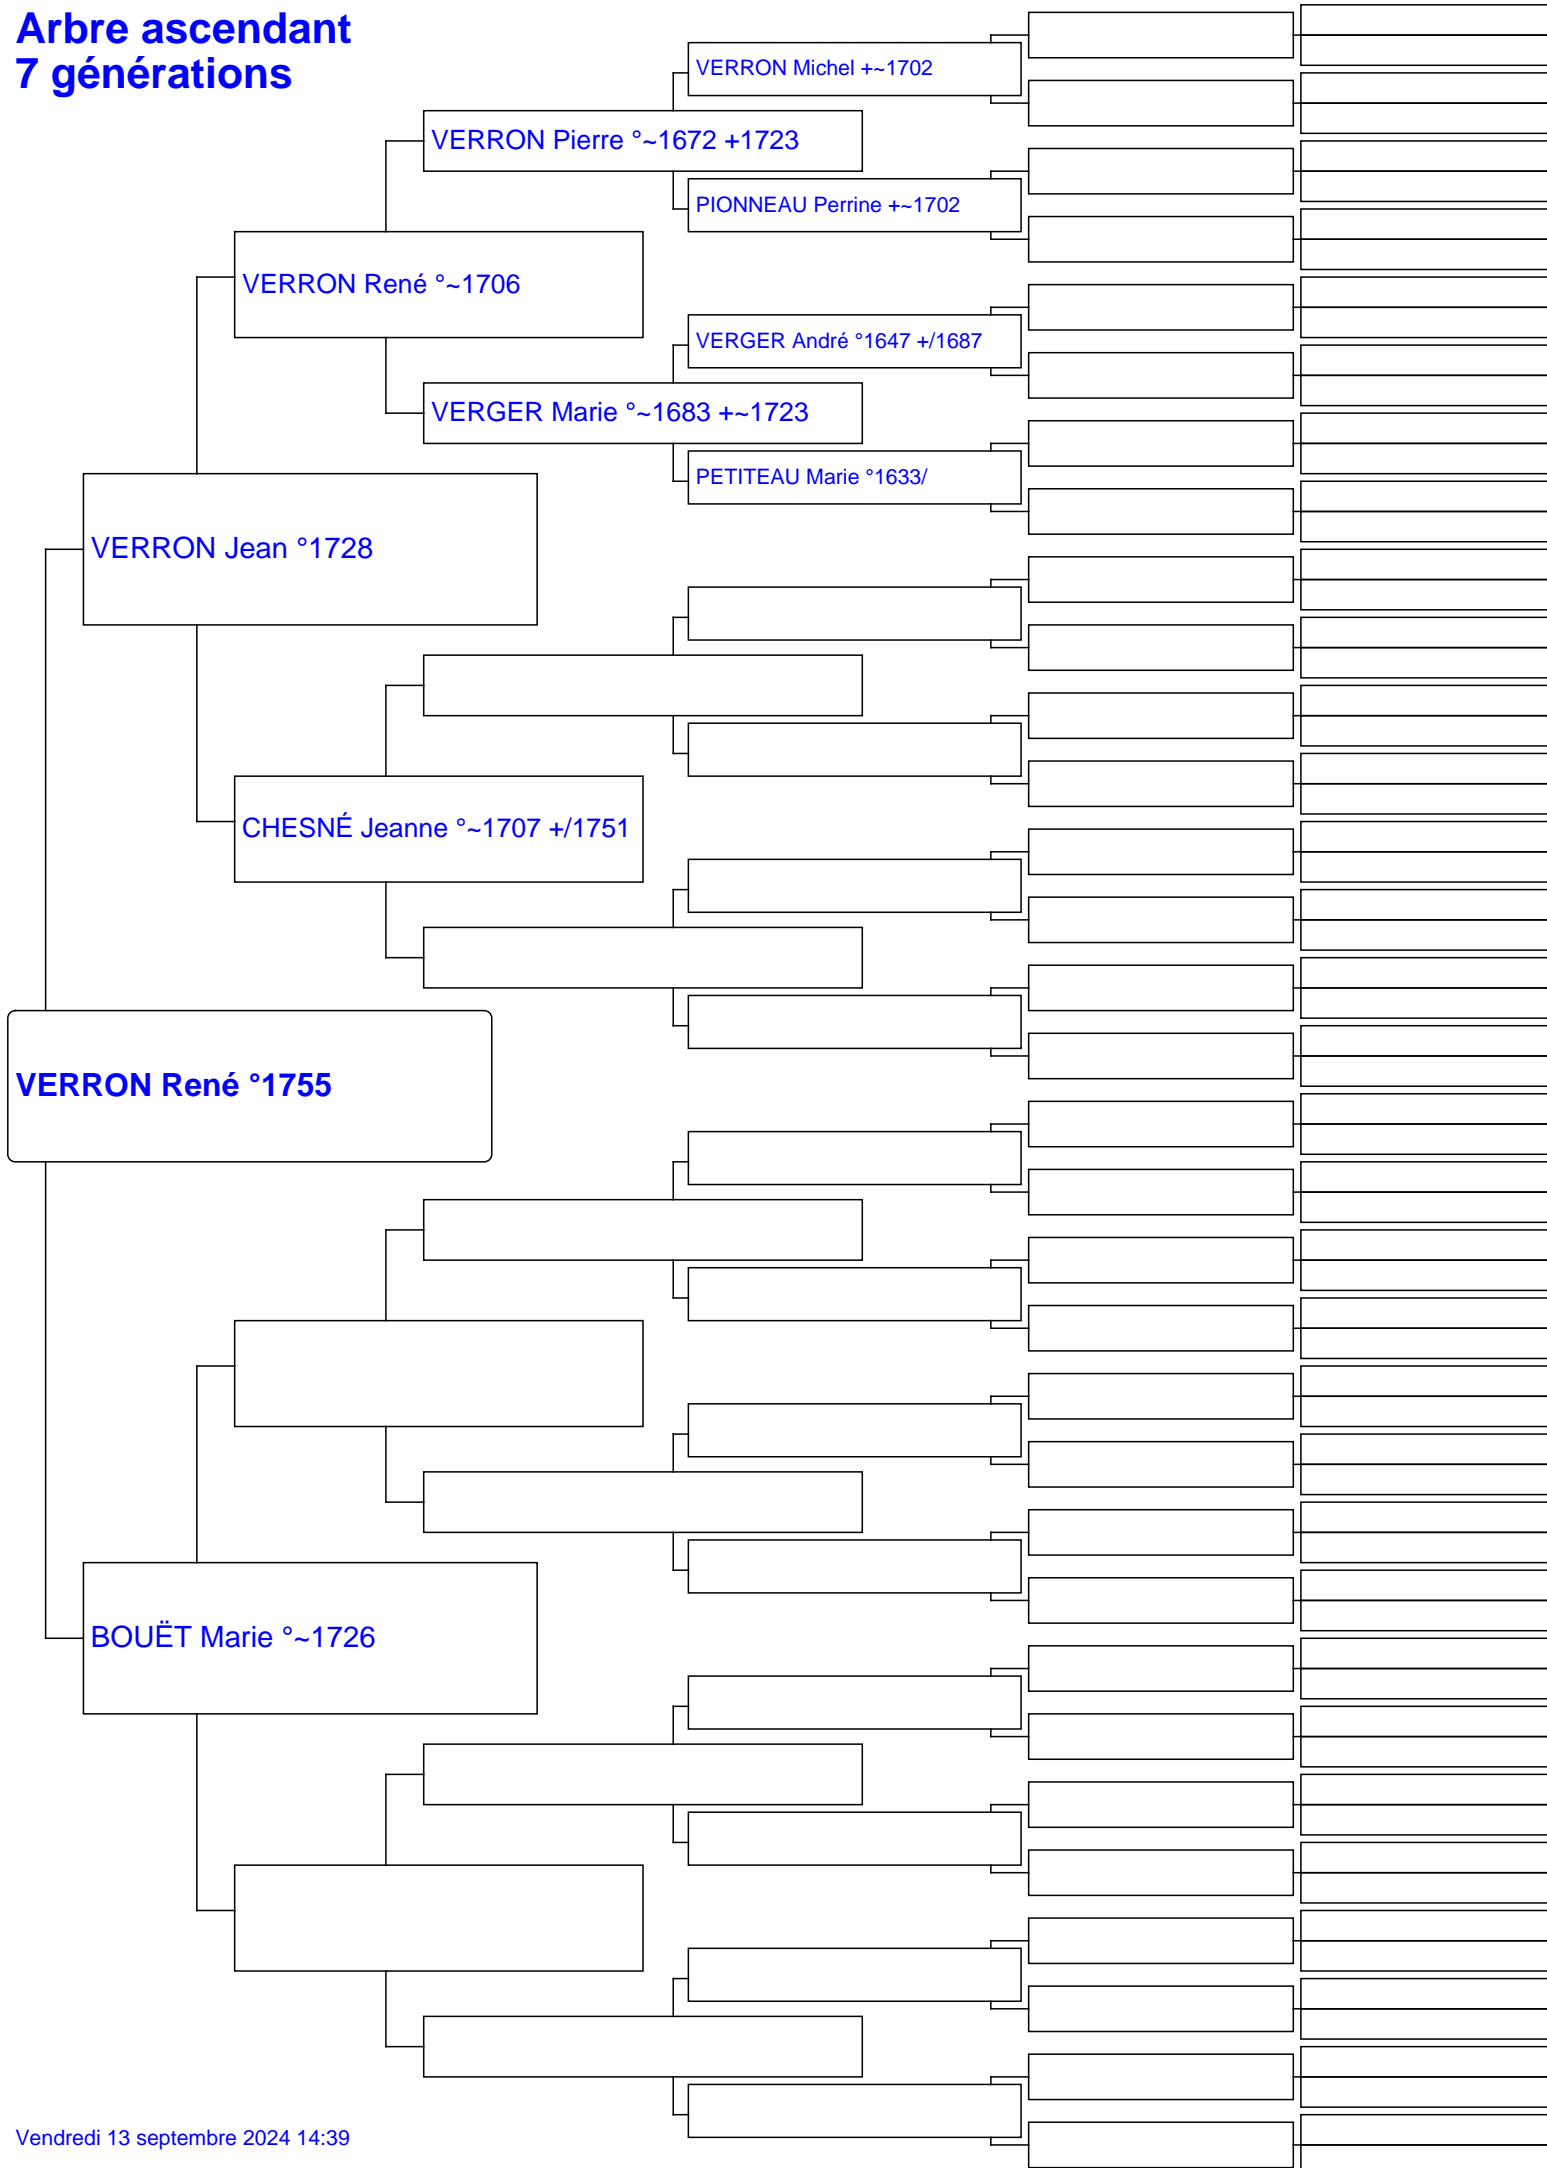 Arbre ascendant
7 générations
VERRON Michel +~1702
VERRON Pierre °~1672 +1723
PIONNEAU Perrine +~1702
VERRON René °~1706
VERGER André °1647 +/1687
VERGER Marie °~1683 +~1723
PETITEAU Marie °1633/
VERRON Jean °1728
CHESNÉ Jeanne °~1707 +/1751
VERRON René °1755
BOUËT Marie °~1726
Vendredi 13 septembre 2024 14:39